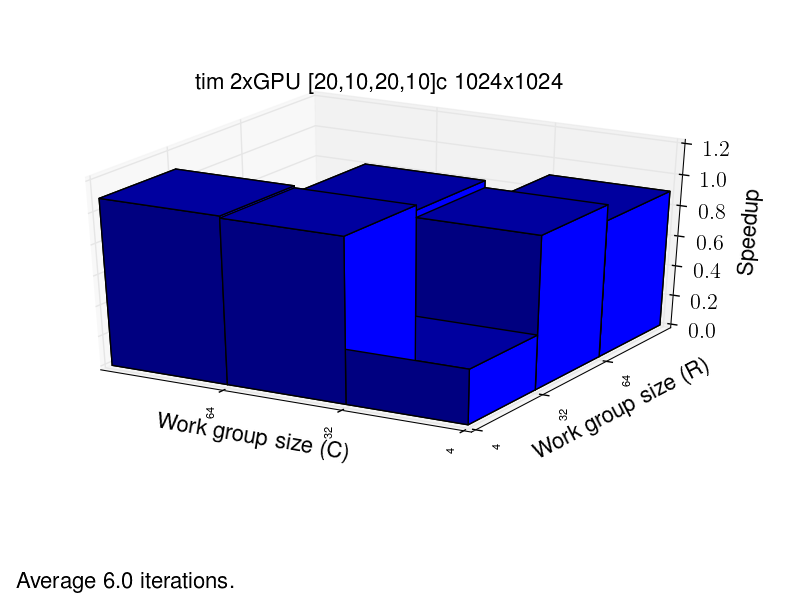 tim 2xGPU [20,10,20,10]c 1024x1024
1.2
1.0
0.8
0.6
0.4
0.2
0.0
Speedup
64
32
4
Work group size (C)
4
32
64
Work group size (R)
Average 6.0 iterations.